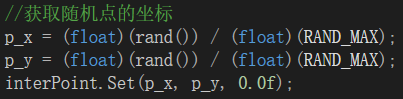 //获取随机点的坐标
p_x = (float)(rand()) / (float)(RAND_MAX);
p_y = (float)(rand()) / (float)(RAND_MAX);
interPoint.Set(p_x, p_y, 0.0f);